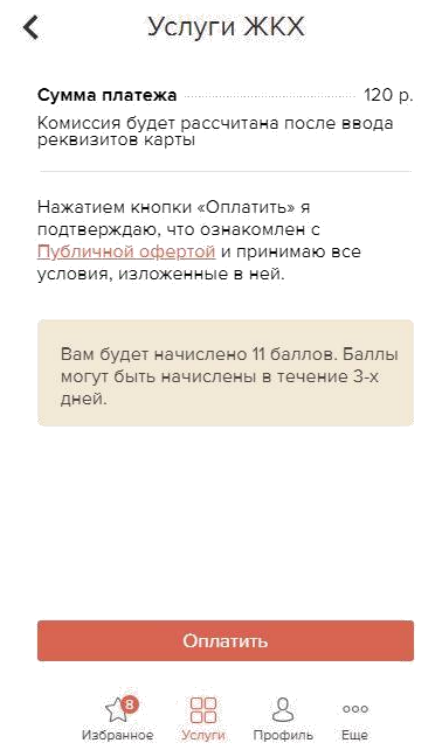 Услуги ЖКХ
Сумма платежа 120 р.
Комиссия будет рассчитана после ввода
реквизитов карты
Нажатием кнопки «Оплатить» я
подтверждаю, что ознакомлен с
Публичной офертой и принимаю все
условия, изложенные в ней.
Вам будет начислено 11 баллов. Баллы
могут быть начислены в течение 3-х
дней.
Оплатить
8
Избранное Услуги Профиль Еще